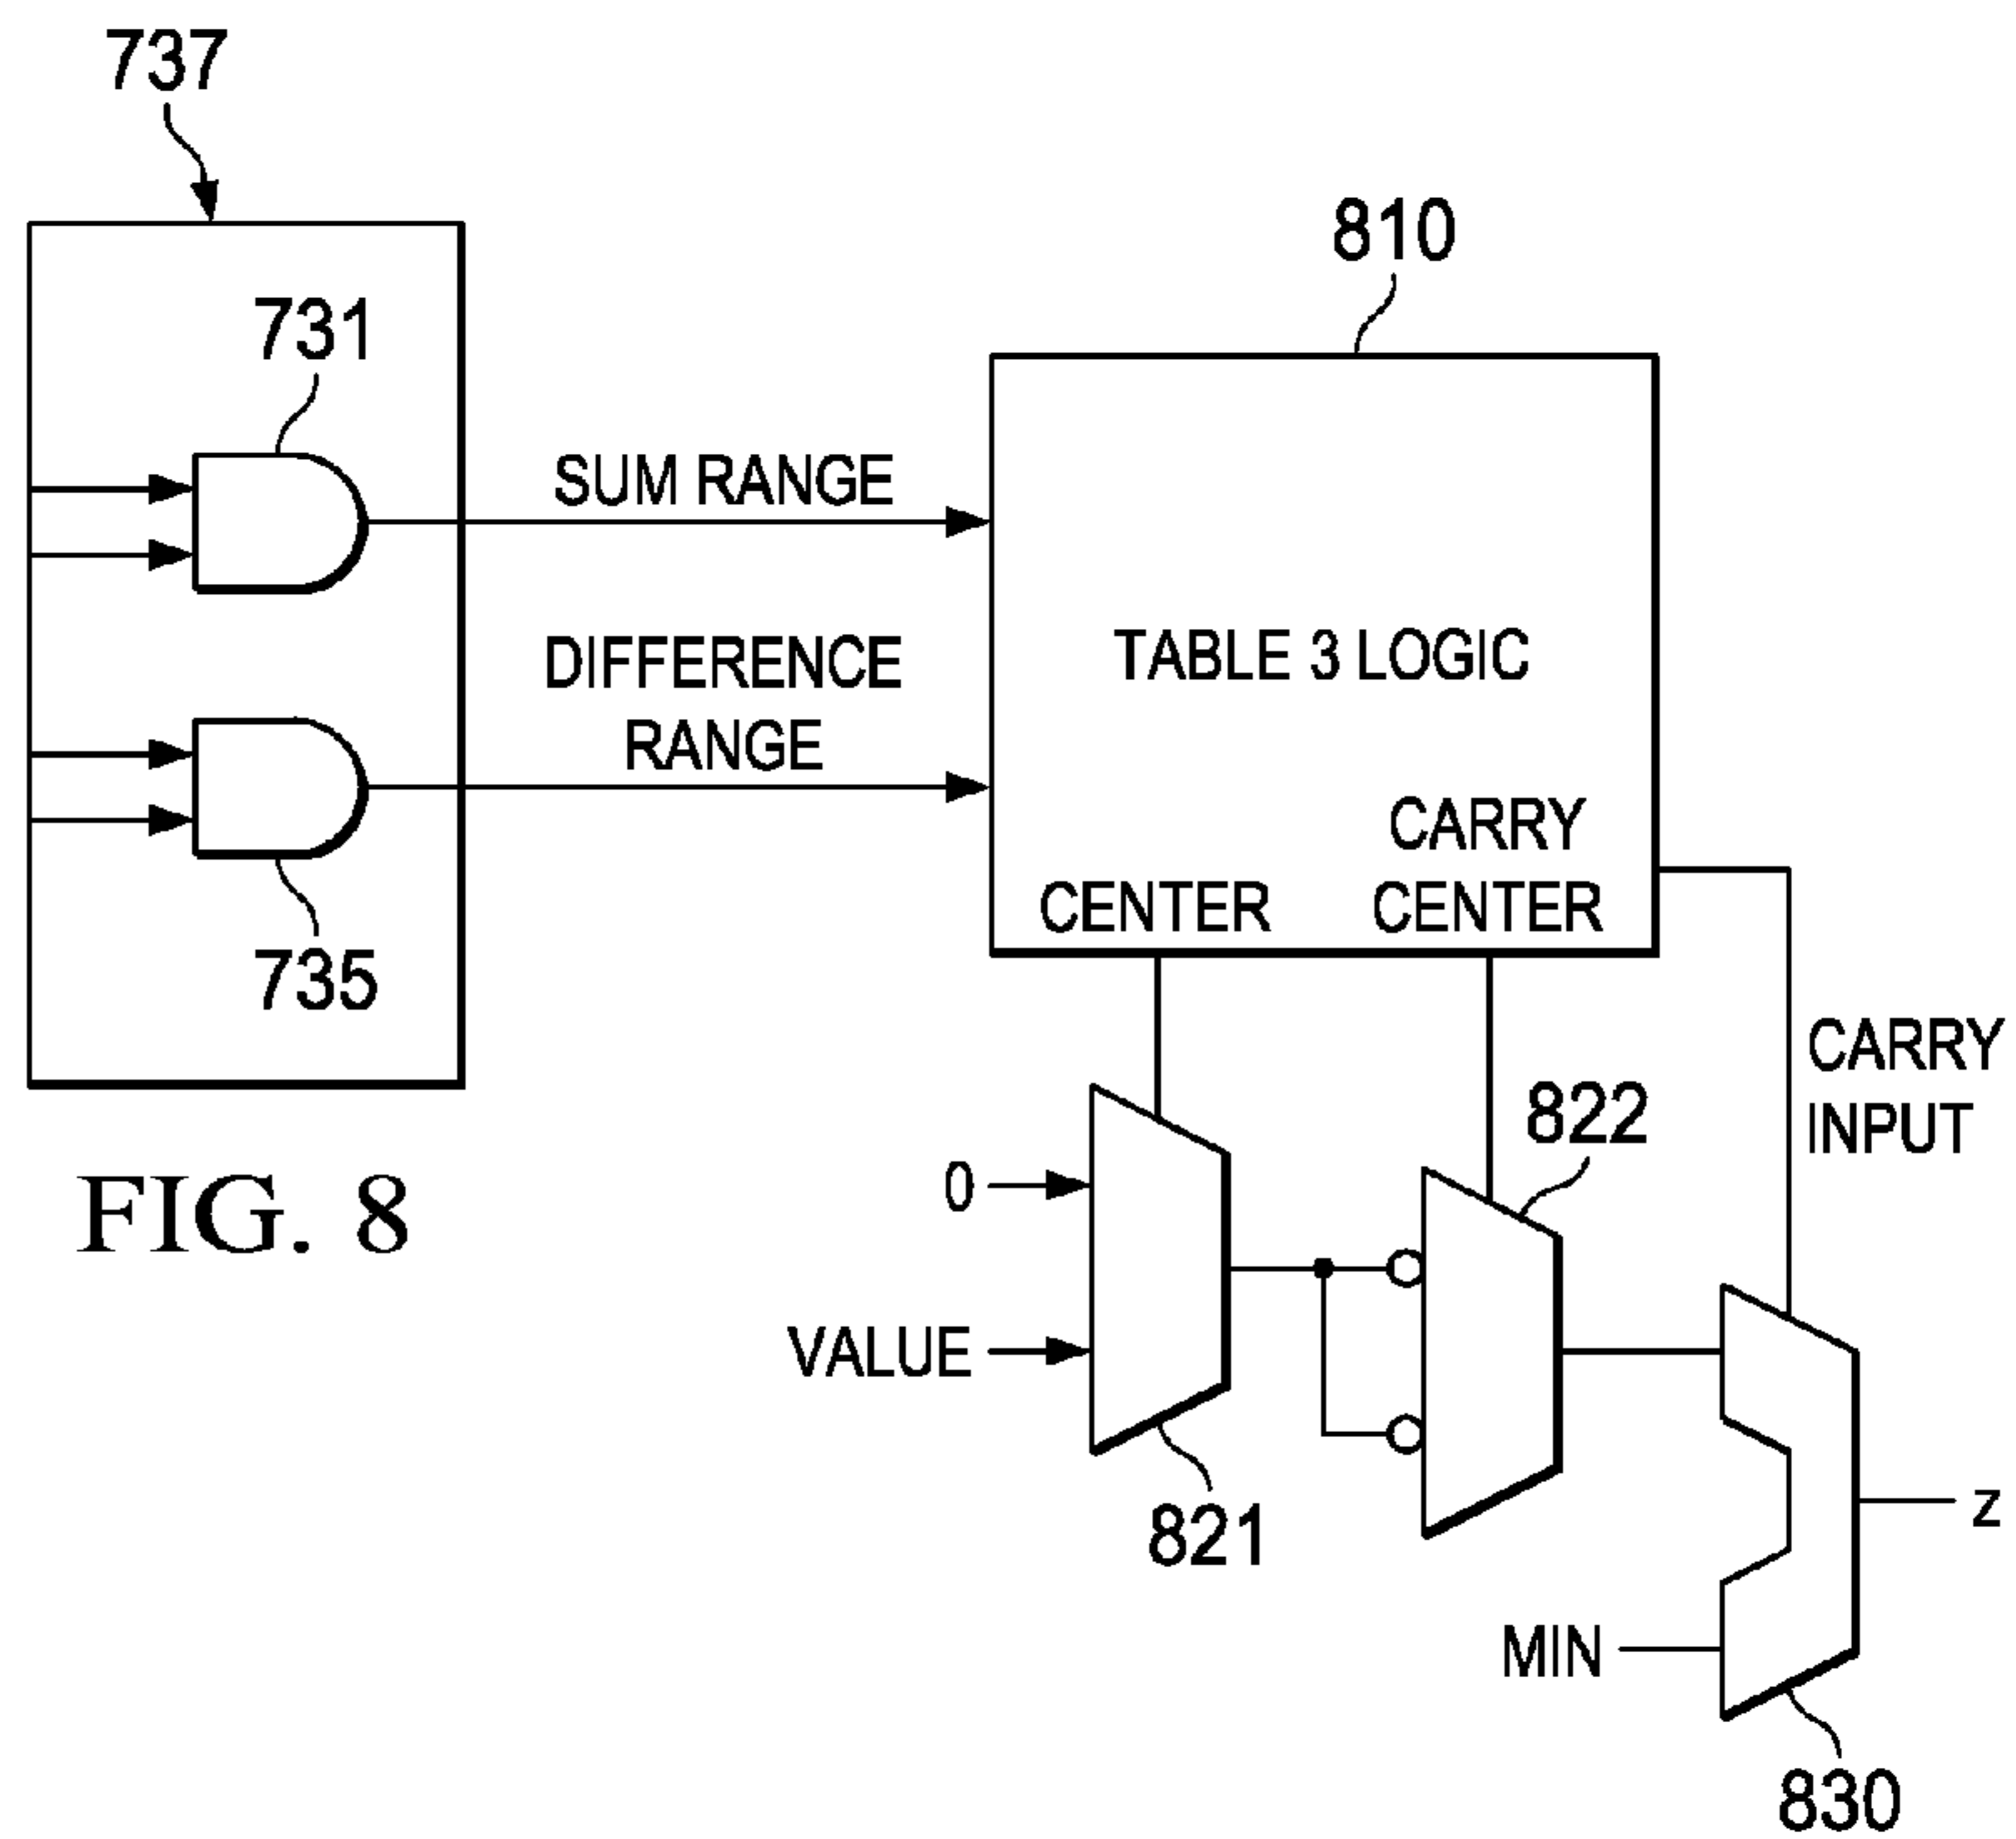 737
810
731
SUM RANGE
TABLE 3 LOGIC
DIFFERENCE
RANGE
CARRY
CENTER
CENTER
735
CARRY
INPUT
822
0
FIG. 8
VALUE
821
z
MIN
830